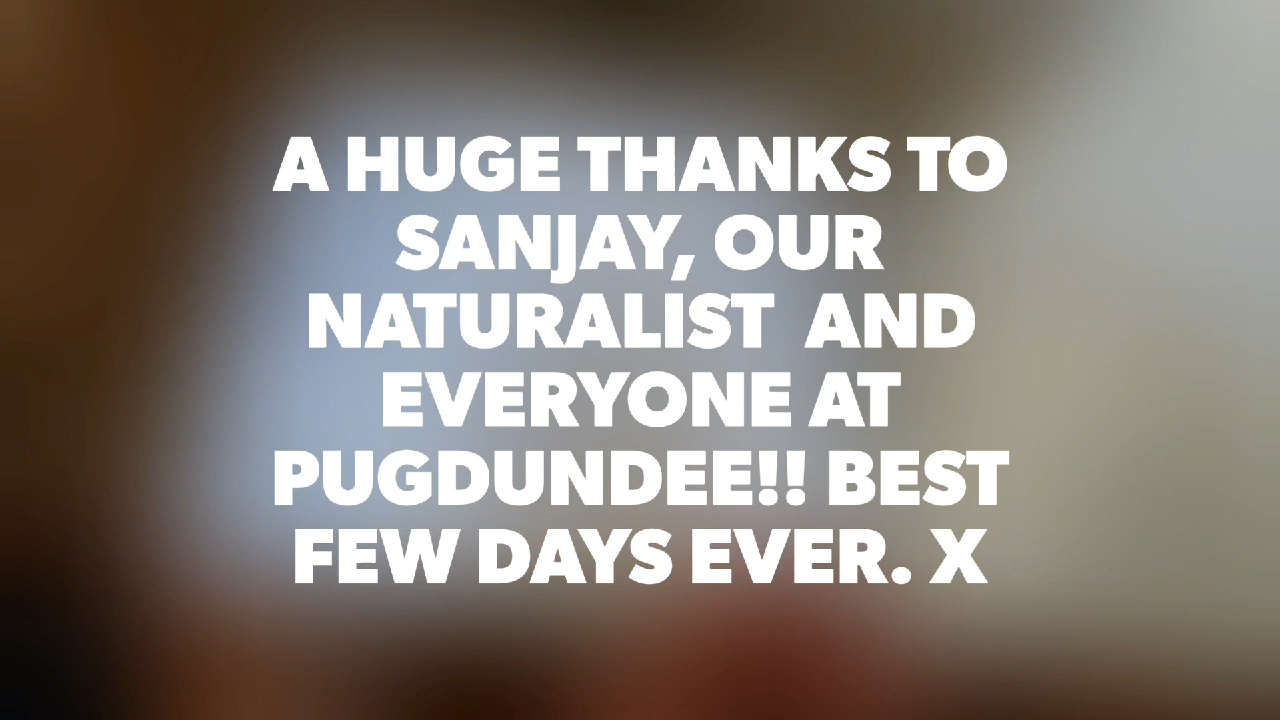 A HUGE THANKS TO
SANJAY, OUR
NATURALIST  AND
EVERYONE AT
PUGDUNDEE!! BEST
FEW DAYS EVER. X